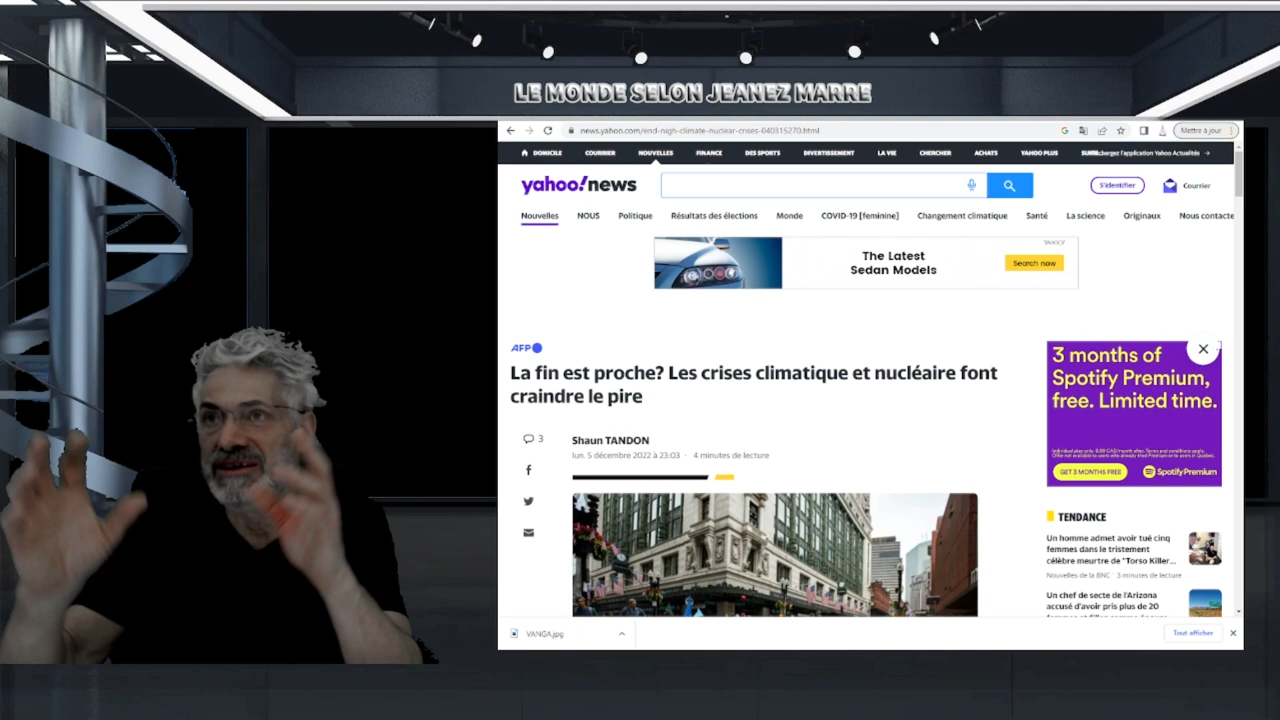 LE MONDE SELON JEANEZ MARRE
news.yahoo.com/end-nigh-climate-nuclear-crises-040315270.html
Mettre à jour
DOMICILE COURRIER NOUVELLES FINANCE DES SPORTS DIVERTISSEMENT LA VIE CHERCHER ACHATS YAHOO PLUS l'application Yahoo Actualités →
yahoo!news
S'identifier
Courrier
Nouvelles NOUS Politique Résultats des élections Monde COVID-19 [feminine] Changement climatique Santé La science Originaux Nous contacte
YAHOO!
The Latest
Sedan Models
Search now
AFP
La fin est proche? Les crises climatique et nucléaire font
craindre le pire
3
Shaun TANDON
lun. 5 décembre 2022 à 23:03 · 4 minutes de lecture
3 months of
Spotify Premium,
free. Limited time.
GET 3 MONTHS FREE
Spotify Premium
TENDANCE
Un homme admet avoir tué cinq
femmes dans le tristement
célèbre meurtre de "Torso Killer...
Nouvelles de la BNC · 3 minutes de lecture
Un chef de secte de l'Arizona
accusé d'avoir pris plus de 20
VANGA.jpg
Tout afficher